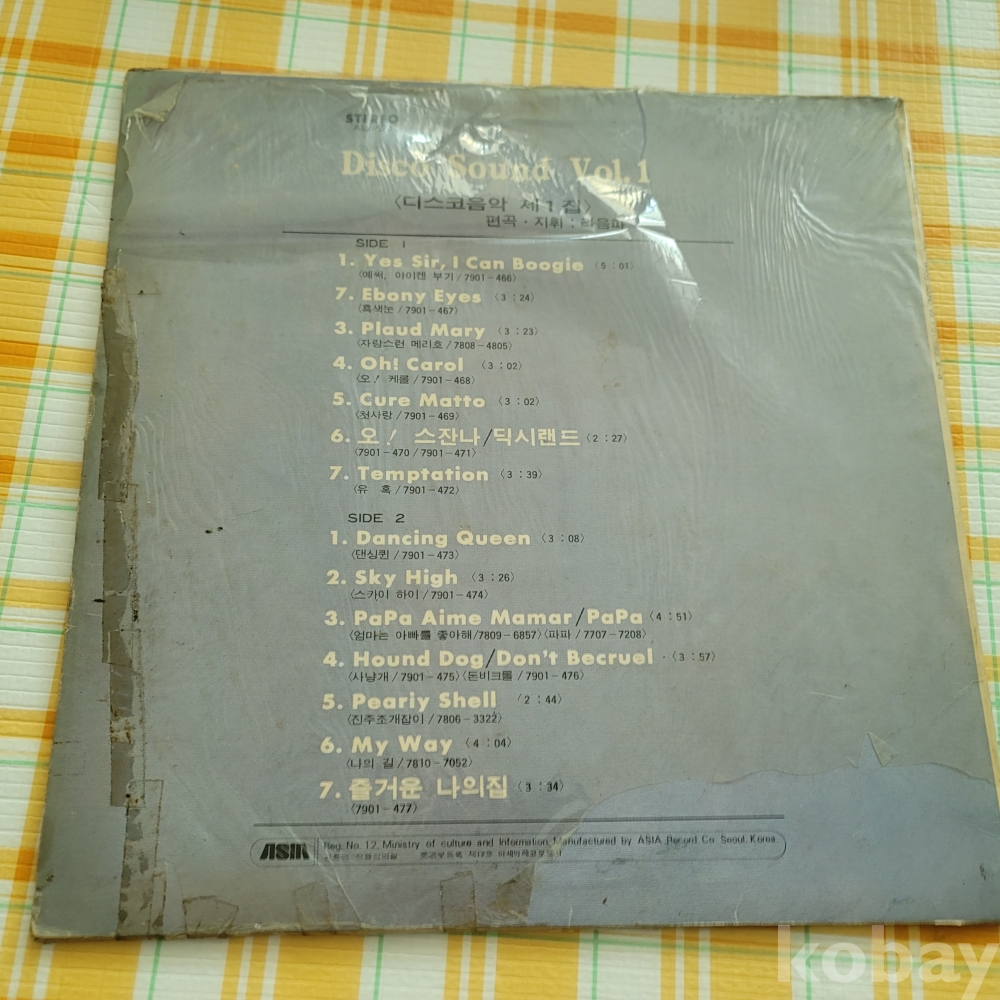 STEREO
Disco Sound Vol.1
〈디스코음악 제1집〉
편곡·지휘 :
SIDE 1
1. Yes Sir, I Can Boogie 〈5 : 01〉
〈예써, 아이켄 부기/7901-466〉
7. Ebony Eyes 〈3 : 24〉
〈흑색눈/7901-467〉
3. Plaud Mary 〈3 : 23〉
〈자랑스런 메리호/7808-4805〉
4. Oh! Carol 〈3 : 02〉
〈오! 케롤/7901-468〉
5. Cure Matto 〈3 : 02〉
〈첫사랑/7901-469〉
6. 오! 스잔나/딕시랜드 〈2 : 27〉
〈7901-470/7901-471〉
7. Temptation 〈3 : 39〉
〈유 혹/7901-472〉
SIDE 2
1. Dancing Queen 〈3 : 08〉
〈댄싱퀸/7901-473〉
2. Sky High 〈3 : 26〉
〈스카이 하이/7901-474〉
3. PaPa Aime Mamar/PaPa 〈4 : 51〉
〈엄마는 아빠를 좋아해/7809-6857〉〈파파/7707-7208〉
4. Hound Dog/Don't Becruel 〈3 : 57〉
〈사냥개/7901-475〉〈돈비크룰/7901-476〉
5. Peariy Shell 〈2 : 44〉
〈진주조개잡이/7806-3322〉
6. My Way 〈4 : 04〉
〈나의 길/7810-7052〉
7. 즐거운 나의집 〈3 : 34〉
〈7901-477〉
ASIA Reg. No. 12, Ministry of culture and Information, Manufactured by ASIA Record Co Seoul, Korea
kobay